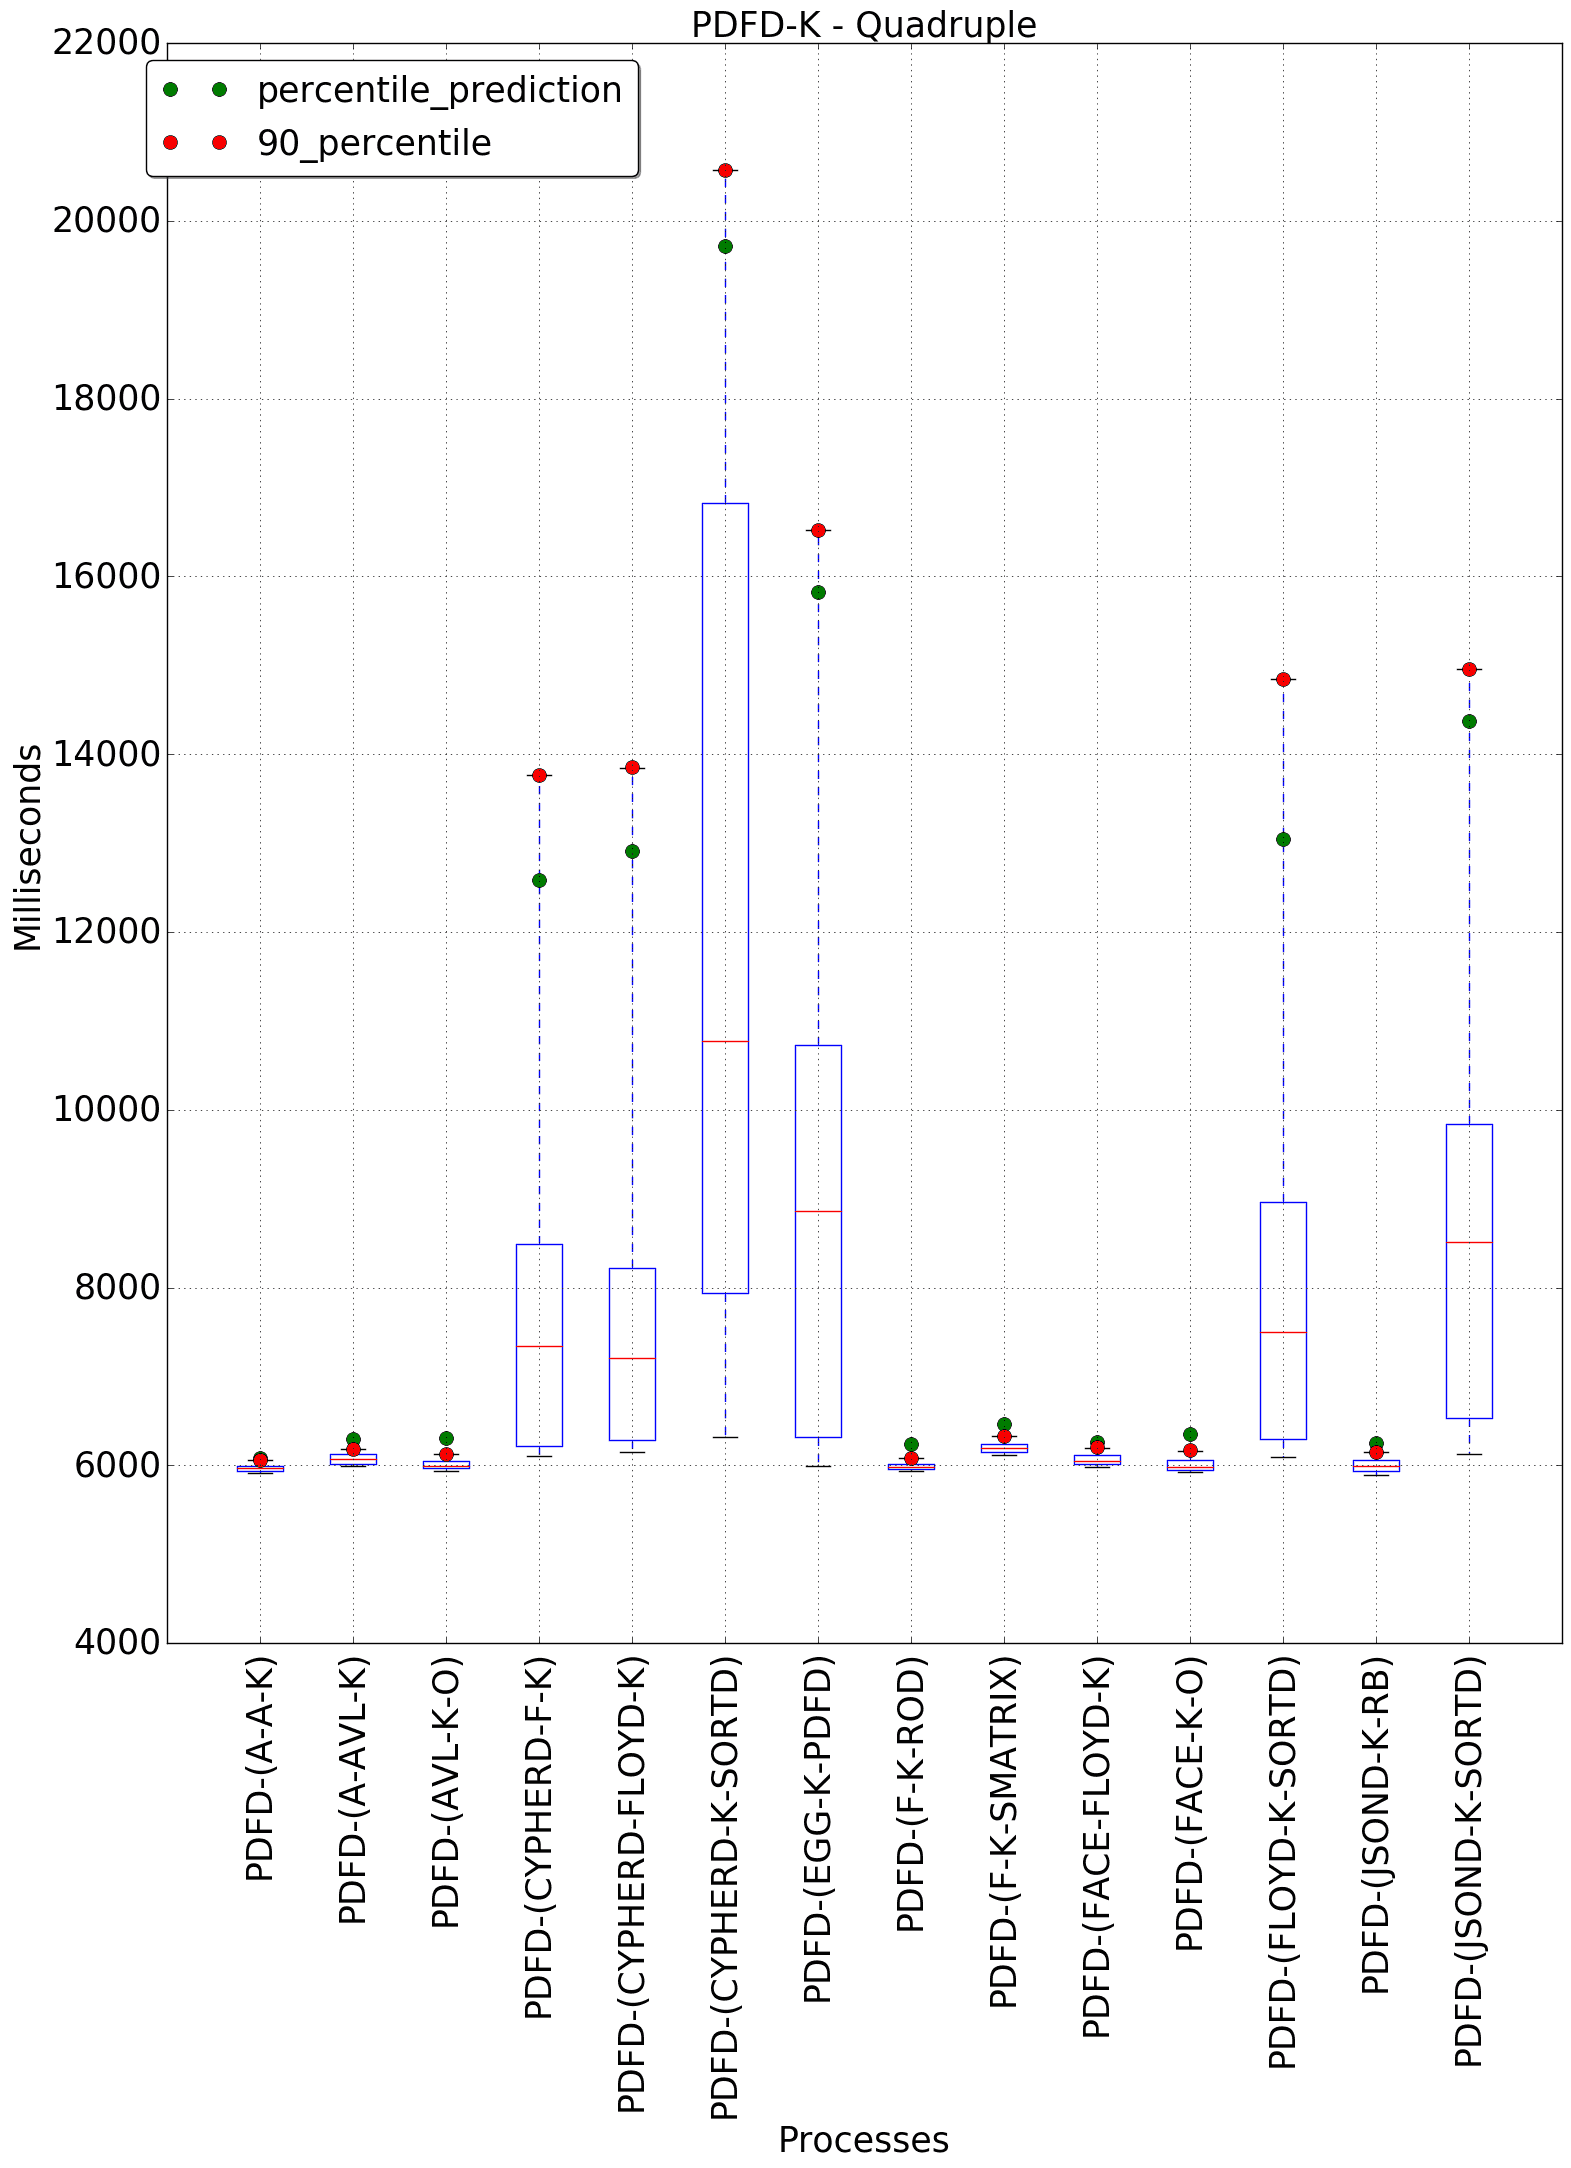 PDFD-K - Quadruple
percentile_prediction
90_percentile
22000
20000
18000
16000
14000
12000
10000
8000
6000
4000
Milliseconds
PDFD-(A-A-K)
PDFD-(A-AVL-K)
PDFD-(AVL-K-O)
PDFD-(CYPHERD-F-K)
PDFD-(CYPHERD-FLOYD-K)
PDFD-(CYPHERD-K-SORTD)
PDFD-(EGG-K-PDFD)
PDFD-(F-K-ROD)
PDFD-(F-K-SMATRIX)
PDFD-(FACE-FLOYD-K)
PDFD-(FACE-K-O)
PDFD-(FLOYD-K-SORTD)
PDFD-(JSOND-K-RB)
PDFD-(JSOND-K-SORTD)
Processes